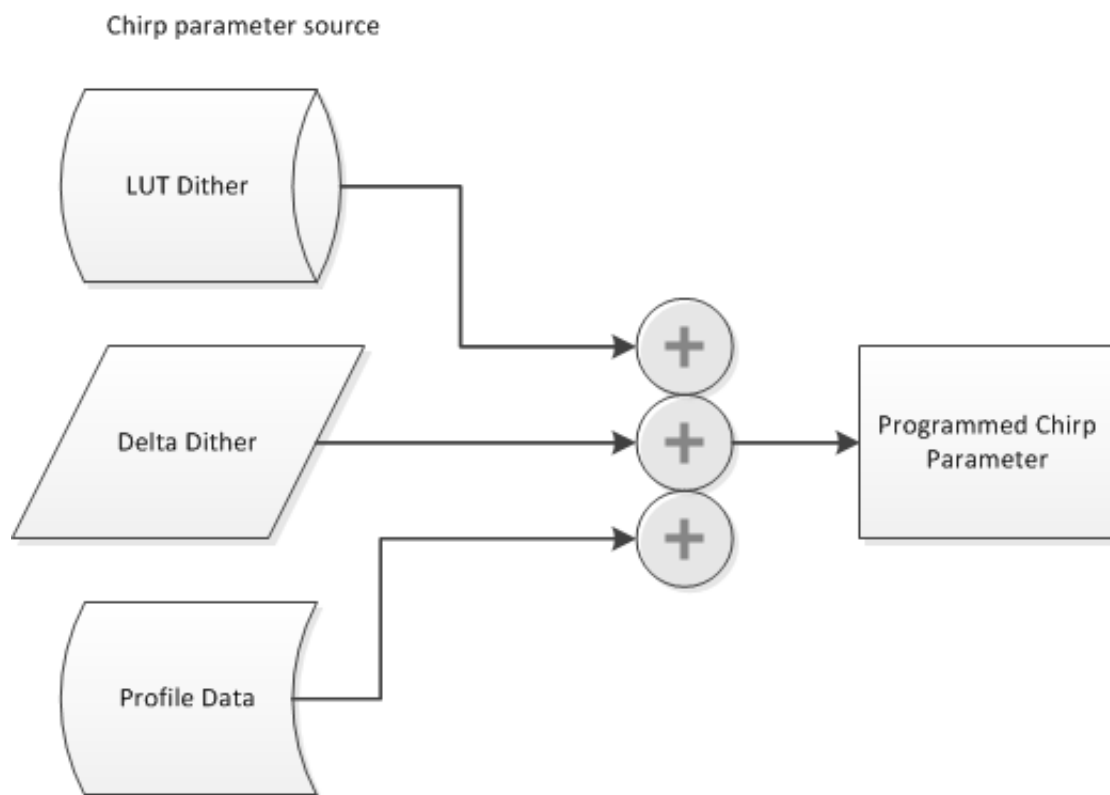 Chirp parameter source
LUT Dither
Delta Dither
Programmed Chirp
Parameter
Profile Data